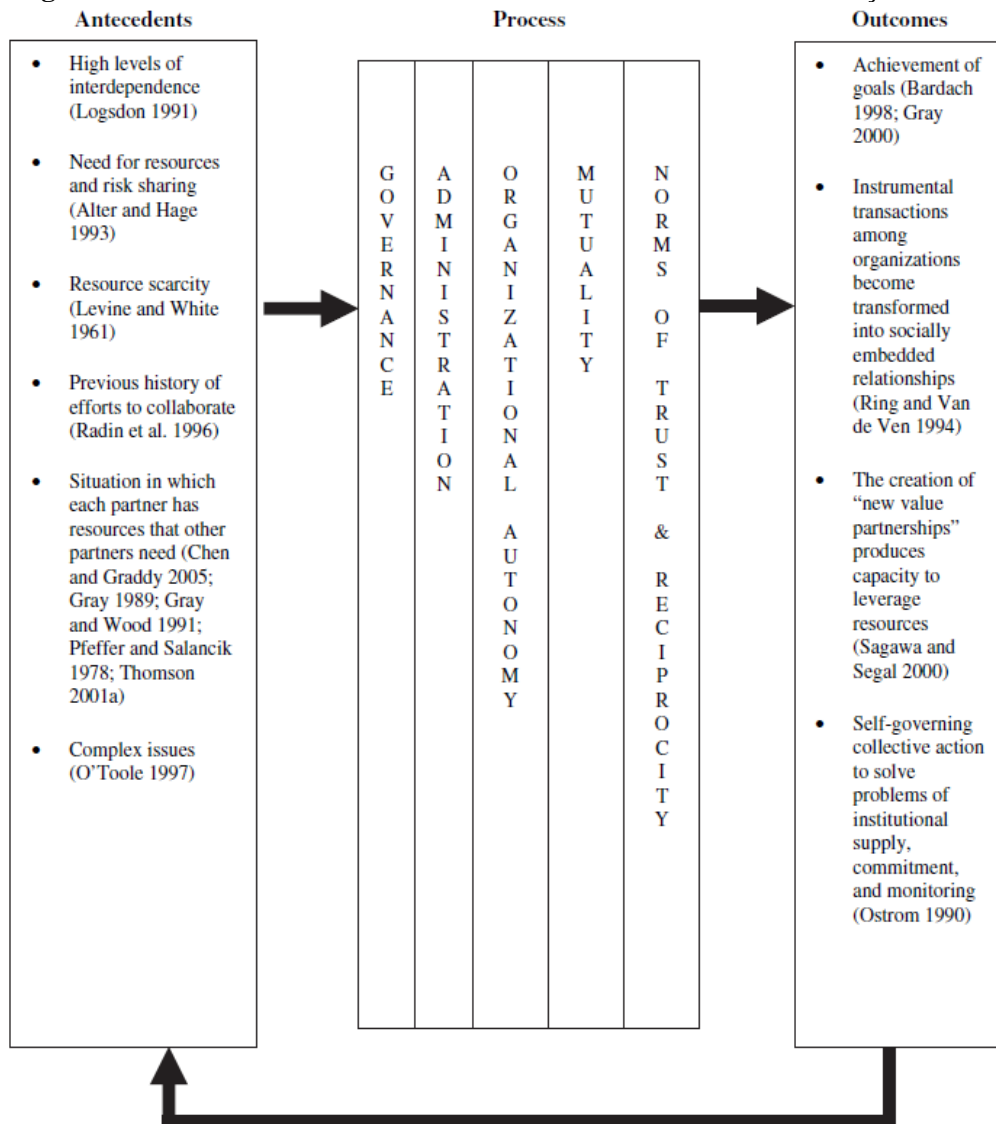 Antecedents
Process
Outcomes
• High levels of
interdependence
(Logsdon 1991)
• Need for resources
and risk sharing
(Alter and Hage
1993)
• Resource scarcity
(Levine and White
1961)
• Previous history of
efforts to collaborate
(Radin et al. 1996)
• Situation in which
each partner has
resources that other
partners need (Chen
and Graddy 2005;
Gray 1989; Gray
and Wood 1991;
Pfeffer and Salancik
1978; Thomson
2001a)
• Complex issues
(O'Toole 1997)
GOVERNANCE
ADMINISTRATION
ORGANIZATIONAL AUTONOMY
MUTUALITY
NORMS OF TRUST & RECIPROCITY
• Achievement of
goals (Bardach
1998; Gray
2000)
• Instrumental
transactions
among
organizations
become
transformed
into socially
embedded
relationships
(Ring and Van
de Ven 1994)
• The creation of
“new value
partnerships”
produces
capacity to
leverage
resources
(Sagawa and
Segal 2000)
• Self-governing
collective action
to solve
problems of
institutional
supply,
commitment,
and monitoring
(Ostrom 1990)